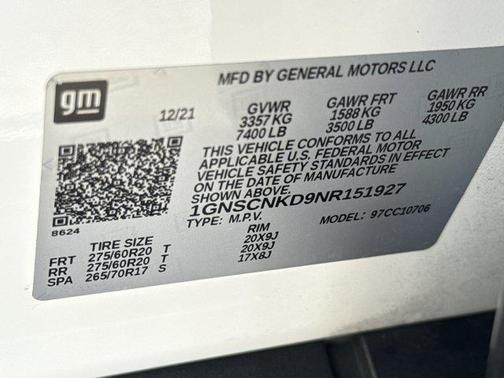 gm
MFD BY GENERAL MOTORS LLC
12/21 GVWR GAWR FRT GAWR RR
3357 KG 1588 KG 1950 KG
7400 LB 3500 LB 4300 LB
THIS VEHICLE CONFORMS TO ALL
APPLICABLE U.S. FEDERAL MOTOR
VEHICLE SAFETY STANDARDS IN EFFECT
ON THE DATE OF MANUFACTURE
1GNSCNKD9NR151927
8624 TYPE: M.P.V. MODEL: 97CC10706
TIRE SIZE RIM
FRT 275/60R20 T 20X9J
RR 275/60R20 T 20X9J
SPA 265/70R17 S 17X8J